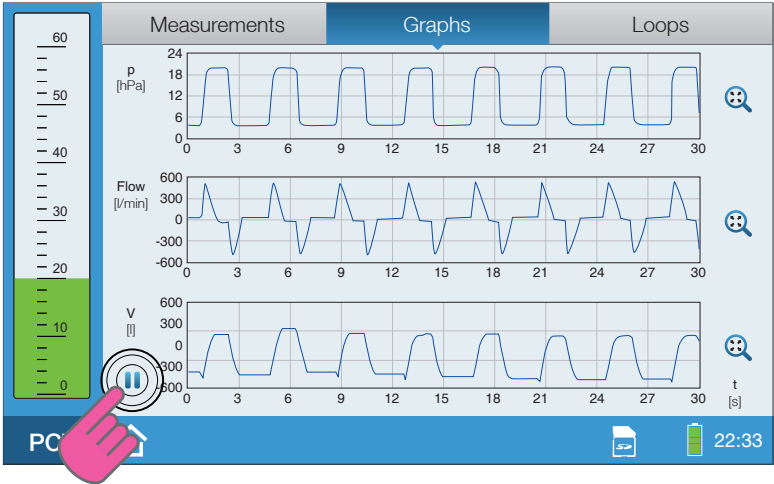 Measurements Graphs Loops
60
50
40
30
20
10
0
p
[hPa]
24
18
12
6
0
0 3 6 9 12 15 18 21 24 27 30
Flow
[l/min]
600
300
0
-300
-600
0 3 6 9 12 15 18 21 24 27 30
V
[l]
600
300
0
-300
-600
0 3 6 9 12 15 18 21 24 27 30
t
[s]
22:33